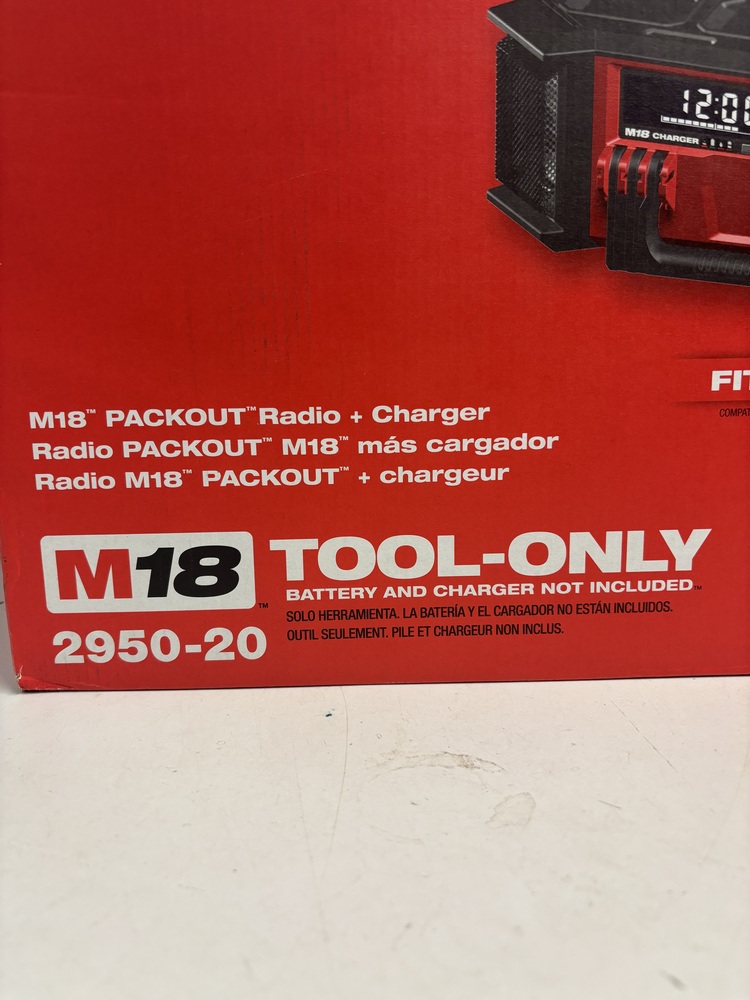 12:00
M18 CHARGER
FIT
COMPAT
M18™ PACKOUT™ Radio + Charger
Radio PACKOUT™ M18™ más cargador
Radio M18™ PACKOUT™ + chargeur
M18™
TOOL-ONLY
BATTERY AND CHARGER NOT INCLUDED™
SOLO HERRAMIENTA. LA BATERÍA Y EL CARGADOR NO ESTÁN INCLUIDOS.
OUTIL SEULEMENT. PILE ET CHARGEUR NON INCLUS.
2950-20